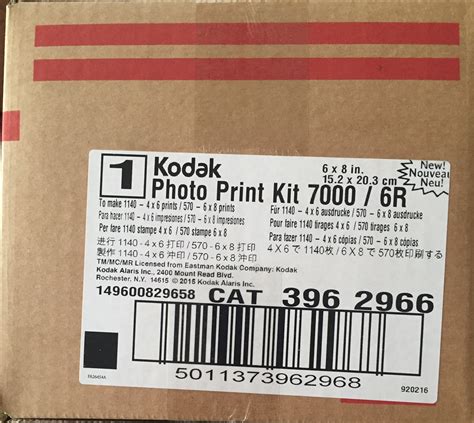 1
Kodak
Photo Print Kit 7000 / 6R
6 x 8 in.
15.2 x 20.3 cm
New!
Nouveau
Neu!
To make 1140 - 4 x 6 prints / 570 - 6 x 8 prints
Para hacer 1140 - 4 x 6 impresiones / 570 - 6 x 8 impresiones
Per fare 1140 - 4 x 6 / 570 stampe 6 x 8
Für 1140 - 4 x 6 ausdrucke / 570 - 6 x 8 ausdrucke
Pour faire 1140 tirages 4 x 6 / 570 tirages 6 x 8
Para fazer 1140 - 4 x 6 cópias / 570 - 6 x 8 cópias
进行 1140 - 4 x 6 打印 / 570 - 6 x 8 打印
製作 1140 - 4 x 6 沖印 / 570 - 6 x 8 沖印
4 x 6 で1140枚 / 6 X 8で570枚印刷する
TM/MC/MR Licensed from Eastman Kodak Company: Kodak
Kodak Alaris Inc., 2400 Mount Read Blvd.
Rochester, N.Y. 14615 © 2016 Kodak Alaris Inc.
149600829658
CAT 396 2966
5011373962968
920216